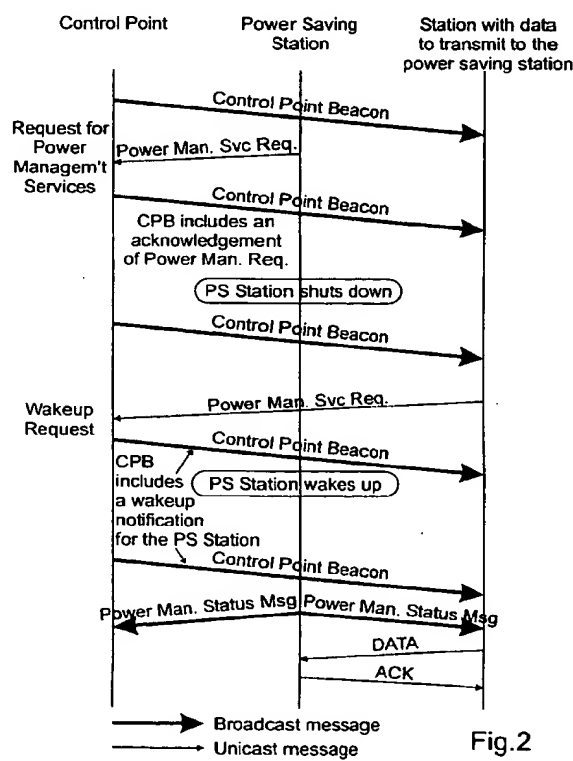 Control Point
Power Saving
Station
Station with data
to transmit to the
power saving station
Control Point Beacon
Request for
Power
Managem't
Services
Power Man. Svc Req.
Control Point Beacon
CPB includes an
acknowledgement
of Power Man. Req.
PS Station shuts down
Control Point Beacon
Power Man. Svc Req.
Wakeup
Request
Control Point Beacon
CPB
includes
a wakeup
notification
for the PS Station
PS Station wakes up
Control Point Beacon
Power Man. Status Msg
Power Man. Status Msg
DATA
ACK
Broadcast message
Unicast message
Fig.2